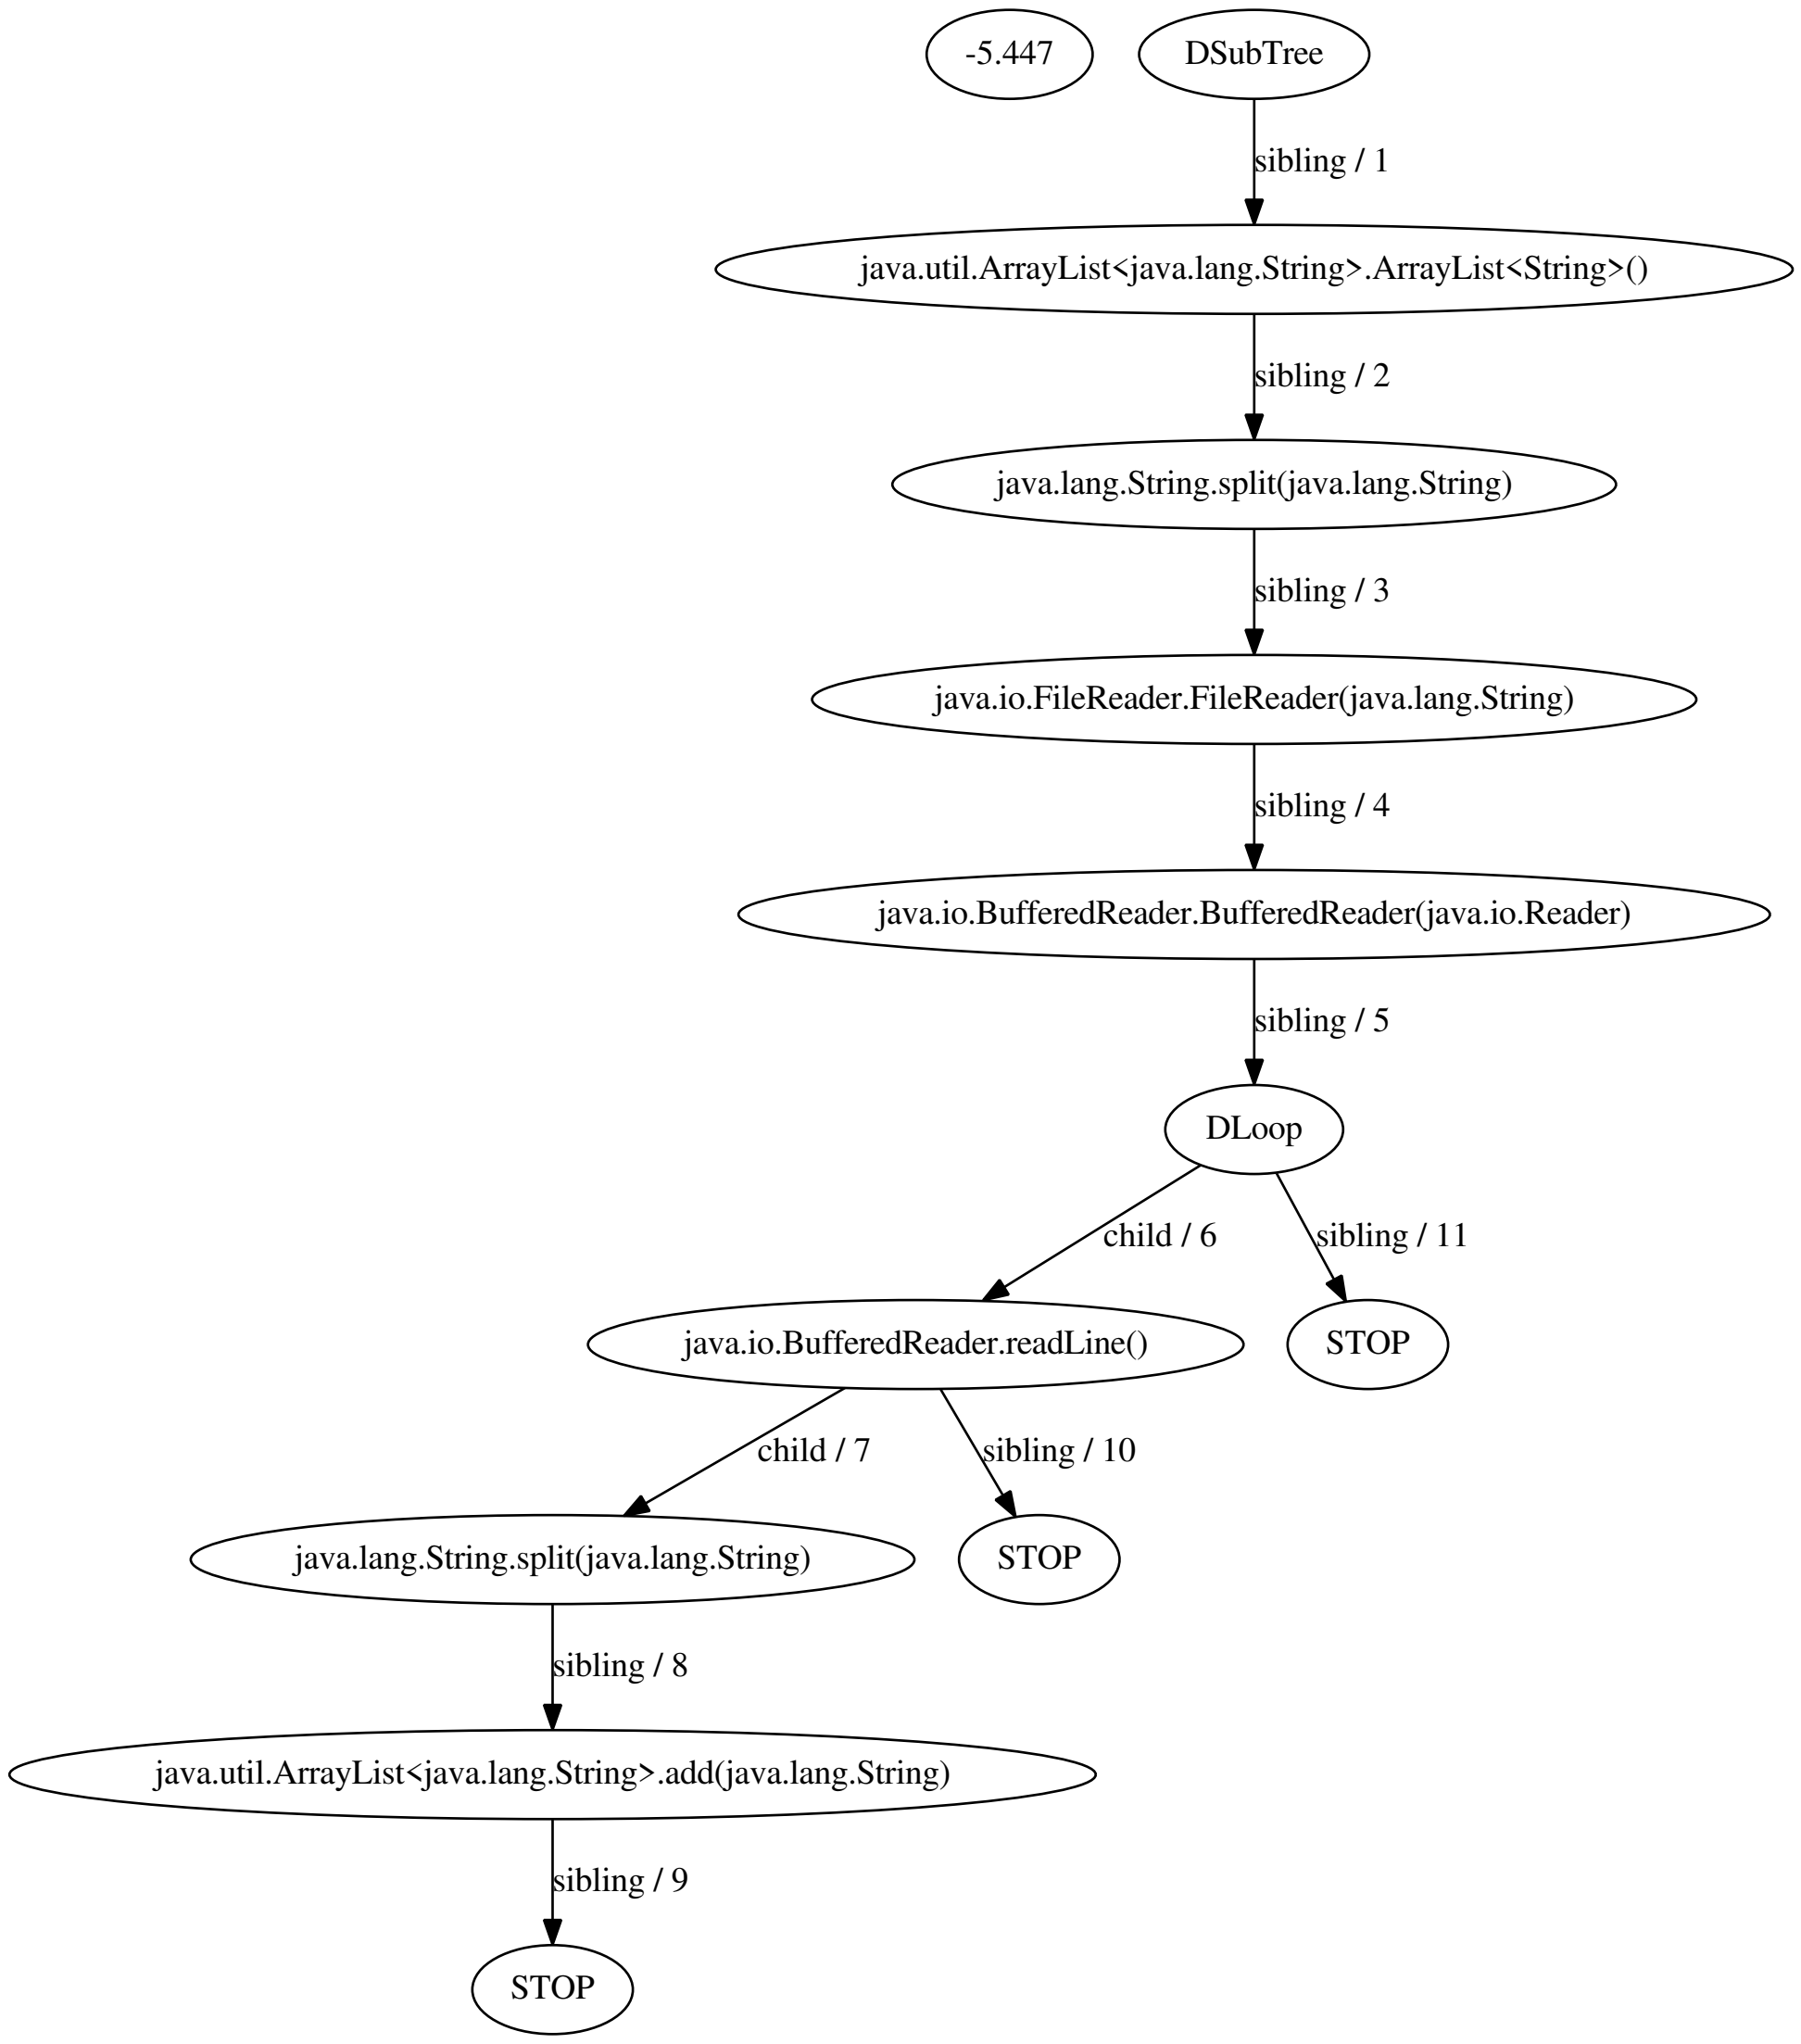 -5.447
DSubTree
sibling / 1
java.util.ArrayList<java.lang.String>.ArrayList<String>()
sibling / 2
java.lang.String.split(java.lang.String)
sibling / 3
java.io.FileReader.FileReader(java.lang.String)
sibling / 4
java.io.BufferedReader.BufferedReader(java.io.Reader)
sibling / 5
DLoop
child / 6
sibling / 11
java.io.BufferedReader.readLine()
STOP
child / 7
sibling / 10
java.lang.String.split(java.lang.String)
STOP
sibling / 8
java.util.ArrayList<java.lang.String>.add(java.lang.String)
sibling / 9
STOP